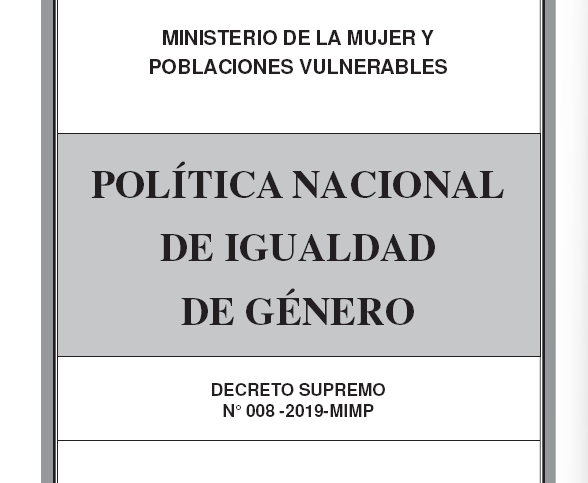 MINISTERIO DE LA MUJER Y
POBLACIONES VULNERABLES
POLÍTICA NACIONAL
DE IGUALDAD
DE GÉNERO
DECRETO SUPREMO
N° 008 -2019-MIMP